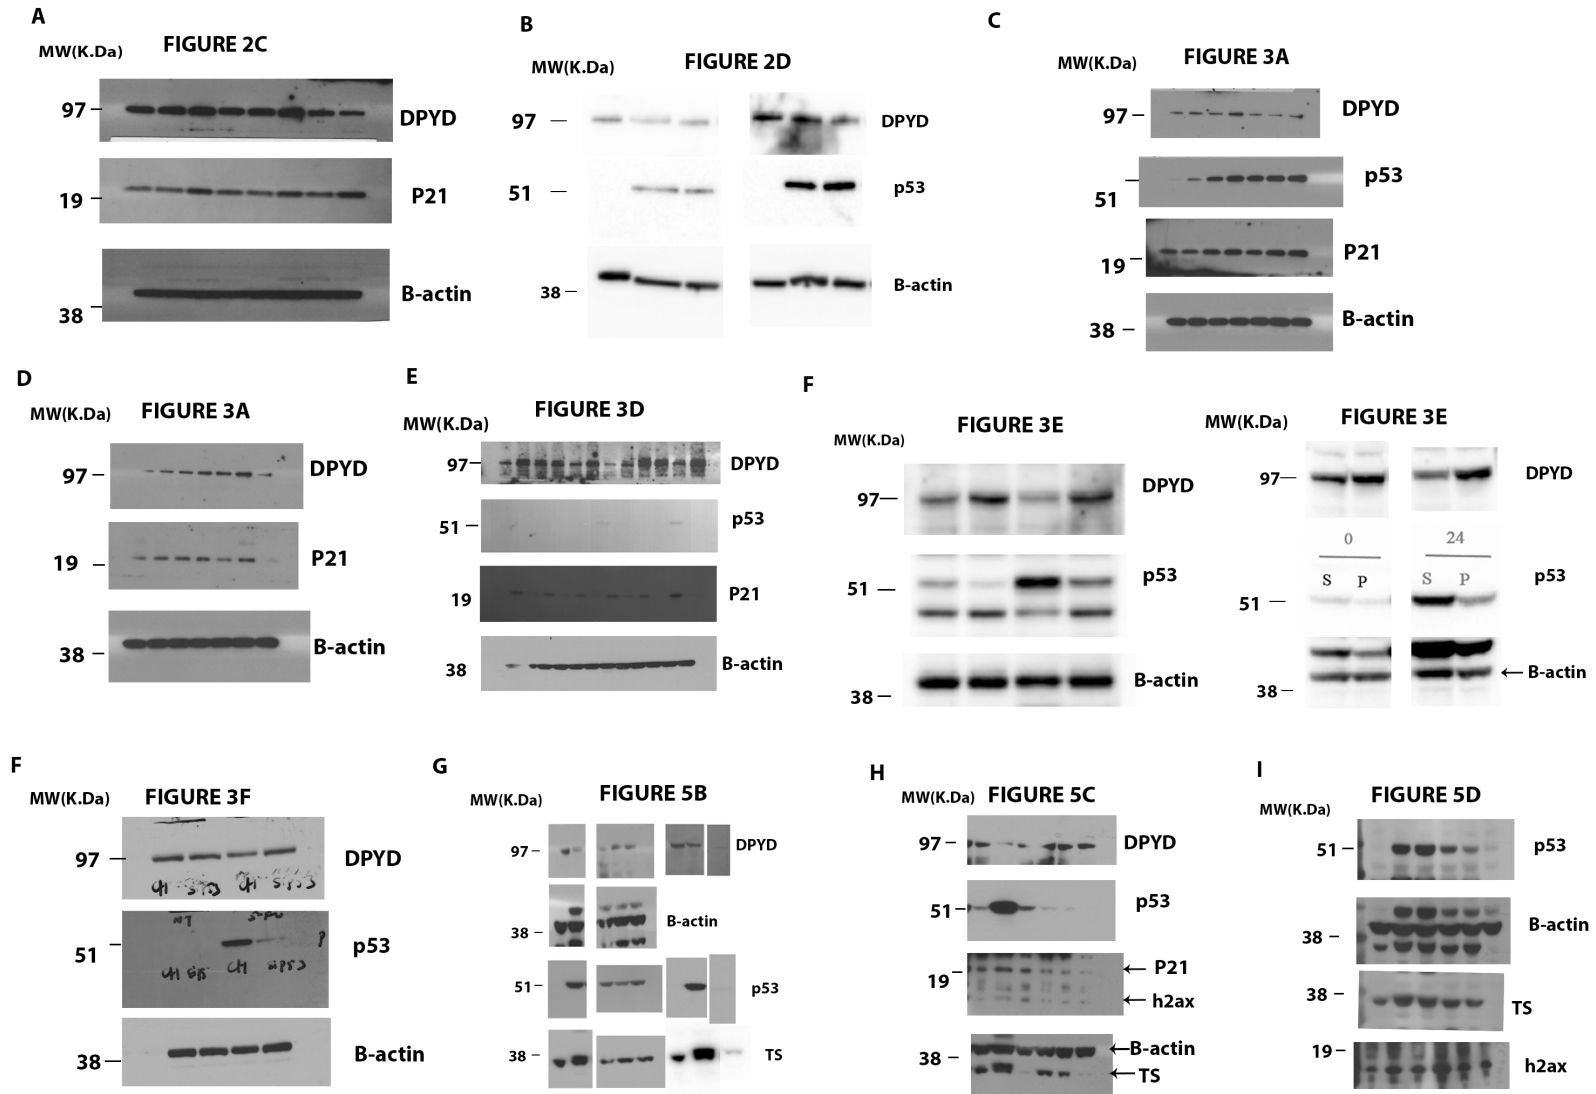 A
MW(K.Da) FIGURE 2C
97 DPYD
19 P21
38 B-actin
B
MW(K.Da) FIGURE 2D
97 DPYD
51 p53
38 B-actin
C
MW(K.Da) FIGURE 3A
97 DPYD
51 p53
19 P21
38 B-actin
D
MW(K.Da) FIGURE 3A
97 DPYD
19 P21
38 B-actin
E
MW(K.Da) FIGURE 3D
97 DPYD
51 p53
19 P21
38 B-actin
F
MW(K.Da) FIGURE 3E
97 DPYD
51 p53
38 B-actin
MW(K.Da) FIGURE 3E
97 DPYD
0 24
S P S P
51 p53
38 B-actin
F
MW(K.Da) FIGURE 3F
97 DPYD
51 p53
38 B-actin
G
MW(K.Da) FIGURE 5B
97 DPYD
38 B-actin
51 p53
38 TS
H
MW(K.Da) FIGURE 5C
97 DPYD
51 p53
19 P21
h2ax
38 B-actin
TS
I
MW(K.Da) FIGURE 5D
51 p53
38 B-actin
38 TS
19 h2ax